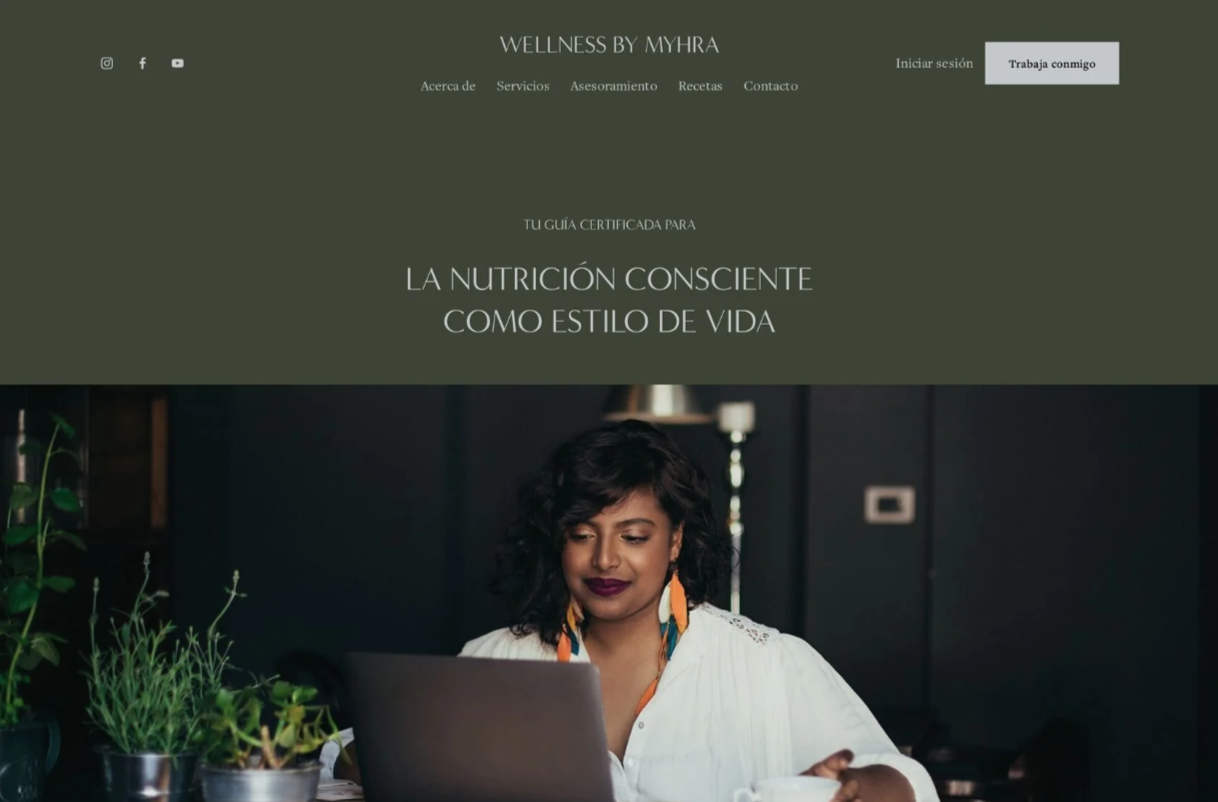 WELLNESS BY MYHRA
Acerca de Servicios Asesoramiento Recetas Contacto
Iniciar sesión
Trabaja conmigo
TU GUÍA CERTIFICADA PARA
LA NUTRICIÓN CONSCIENTE
COMO ESTILO DE VIDA